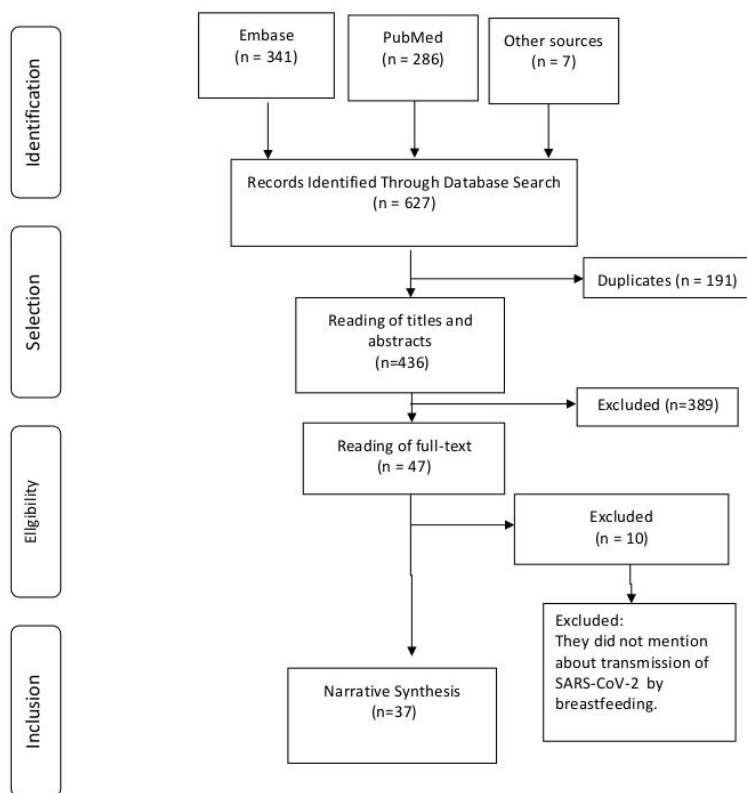 Identification
Embase
(n = 341)
PubMed
(n = 286)
Other sources
(n = 7)
Records Identified Through Database Search
(n = 627)
Selection
Duplicates (n = 191)
Reading of titles and
abstracts
(n=436)
Excluded (n=389)
Eligibility
Reading of full-text
(n = 47)
Excluded
(n = 10)
Excluded:
They did not mention
about transmission of
SARS-CoV-2 by
breastfeeding.
Inclusion
Narrative Synthesis
(n=37)